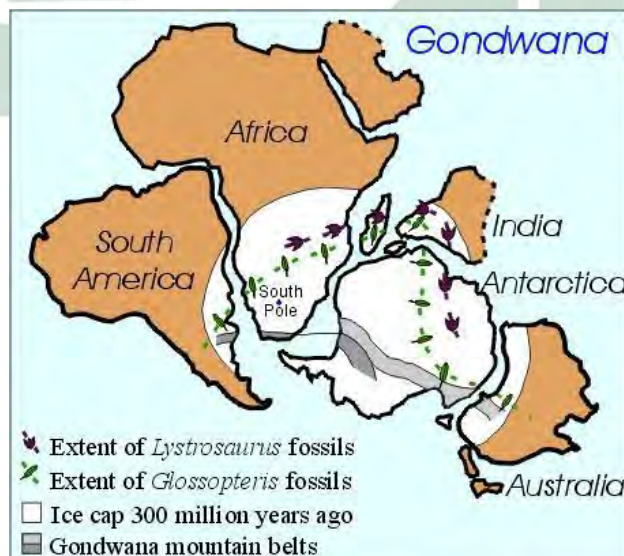 Gondwana
Africa
South
America
India
South
Pole
Antarctica
Extent of Lystrosaurus fossils
Extent of Glossopteris fossils
Ice cap 300 million years ago
Gondwana mountain belts
Australia